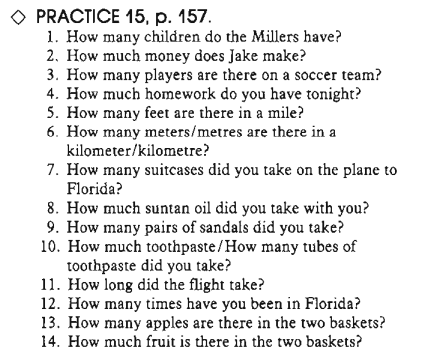 ◇ PRACTICE 15, p. 157.
1. How many children do the Millers have?
2. How much money does Jake make?
3. How many players are there on a soccer team?
4. How much homework do you have tonight?
5. How many feet are there in a mile?
6. How many meters/metres are there in a
kilometer/kilometre?
7. How many suitcases did you take on the plane to
Florida?
8. How much suntan oil did you take with you?
9. How many pairs of sandals did you take?
10. How much toothpaste/How many tubes of
toothpaste did you take?
11. How long did the flight take?
12. How many times have you been in Florida?
13. How many apples are there in the two baskets?
14. How much fruit is there in the two baskets?